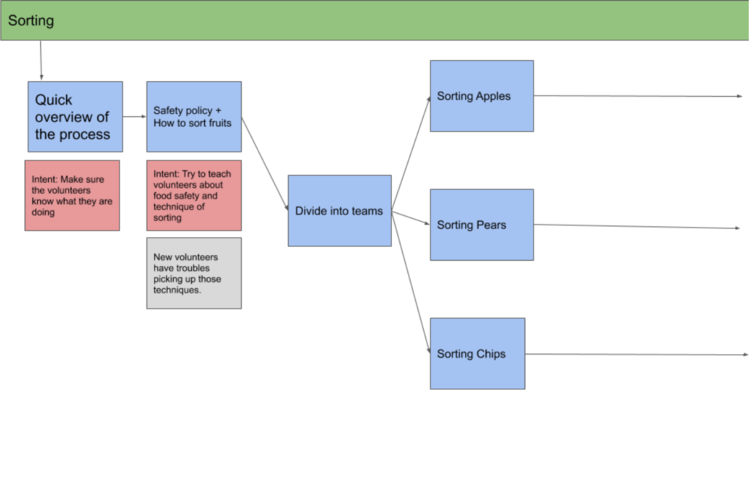 Sorting
Quick
overview of
the process
Safety policy +
How to sort fruits
Intent: Make sure
the volunteers
know what they are
doing
Intent: Try to teach
volunteers about
food safety and
technique of
sorting
New volunteers
have troubles
picking up those
techniques.
Divide into teams
Sorting Apples
Sorting Pears
Sorting Chips